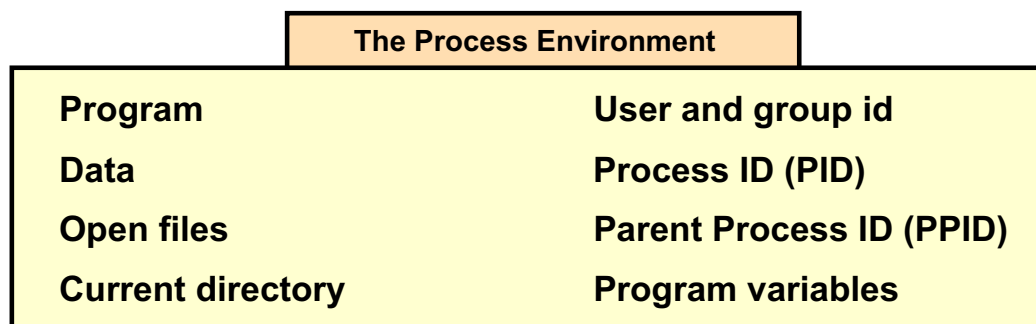 The Process Environment
Program
User and group id
Data
Process ID (PID)
Open files
Parent Process ID (PPID)
Current directory
Program variables